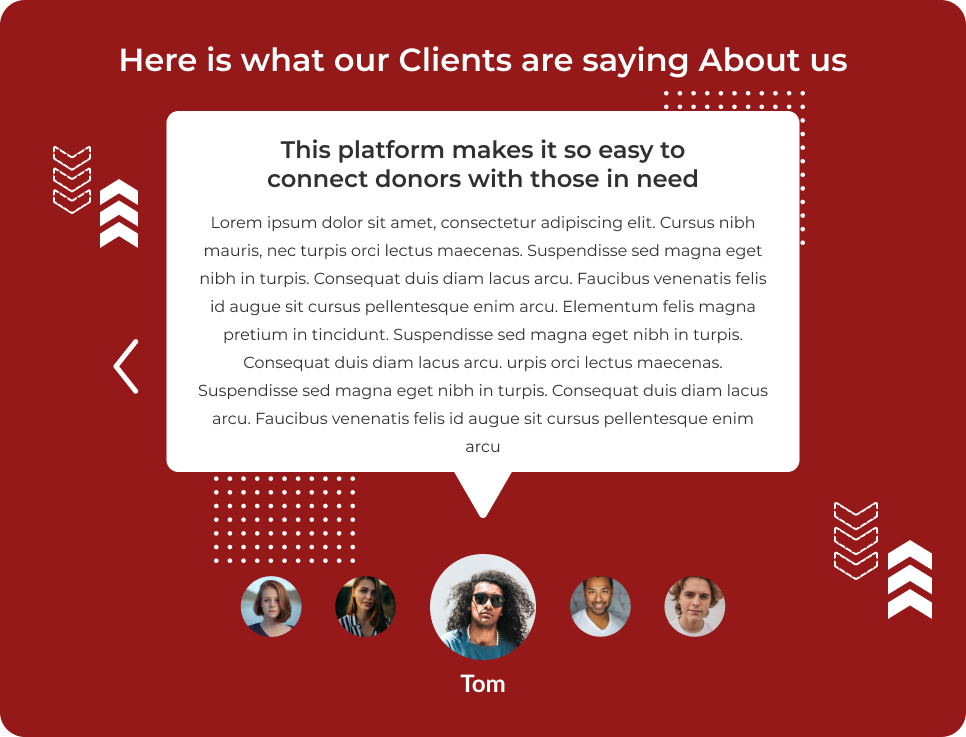 Here is what our Clients are saying About us
This platform makes it so easy to
connect donors with those in need
Lorem ipsum dolor sit amet, consectetur adipiscing elit. Cursus nibh
mauris, nec turpis orci lectus maecenas. Suspendisse sed magna eget
nibh in turpis. Consequat duis diam lacus arcu. Faucibus venenatis felis
id augue sit cursus pellentesque enim arcu. Elementum felis magna
pretium in tincidunt. Suspendisse sed magna eget nibh in turpis.
Consequat duis diam lacus arcu. urpis orci lectus maecenas.
Suspendisse sed magna eget nibh in turpis. Consequat duis diam lacus
arcu. Faucibus venenatis felis id augue sit cursus pellentesque enim
arcu
Tom